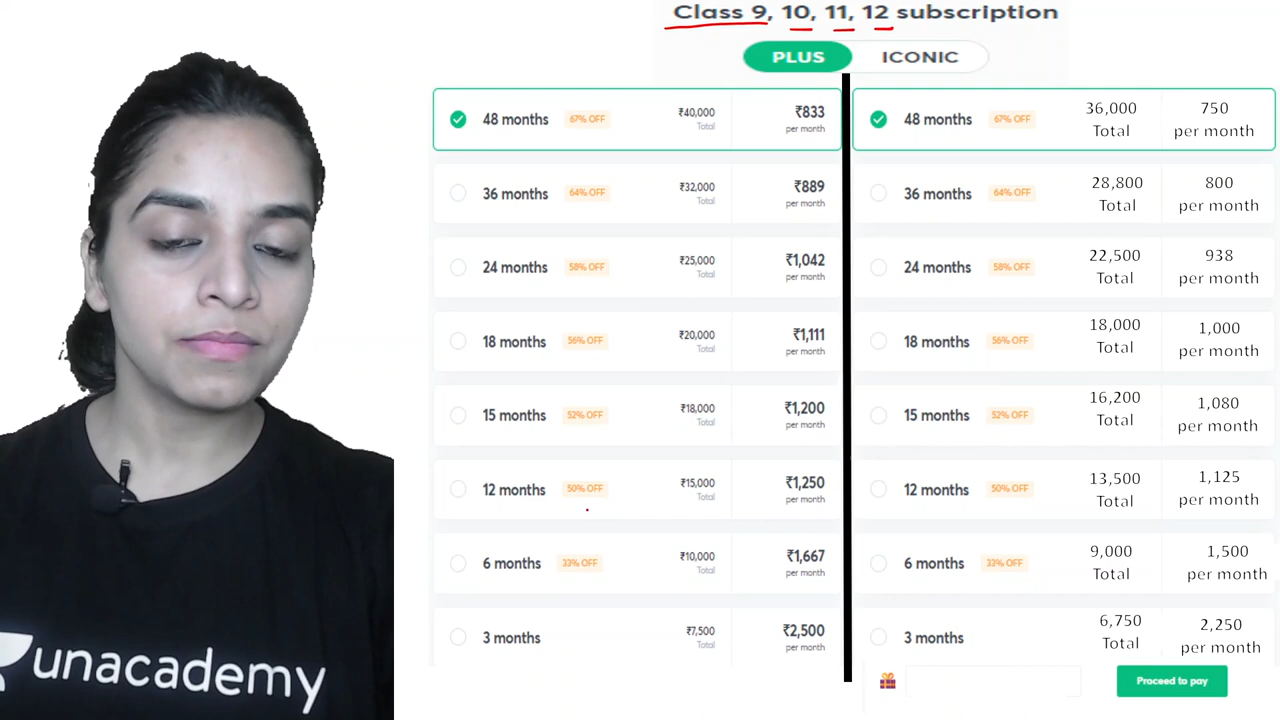 Class 9, 10, 11, 12 subscription
PLUS ICONIC
48 months 67% OFF ₹40,000 Total ₹833 per month
36 months 64% OFF ₹32,000 Total ₹889 per month
24 months 58% OFF ₹25,000 Total ₹1,042 per month
18 months 56% OFF ₹20,000 Total ₹1,111 per month
15 months 52% OFF ₹18,000 Total ₹1,200 per month
12 months 50% OFF ₹15,000 Total ₹1,250 per month
6 months 33% OFF ₹10,000 Total ₹1,667 per month
3 months ₹7,500 Total ₹2,500 per month
48 months 67% OFF 36,000 Total 750 per month
36 months 64% OFF 28,800 Total 800 per month
24 months 58% OFF 22,500 Total 938 per month
18 months 56% OFF 18,000 Total 1,000 per month
15 months 52% OFF 16,200 Total 1,080 per month
12 months 50% OFF 13,500 Total 1,125 per month
6 months 33% OFF 9,000 Total 1,500 per month
3 months 6,750 Total 2,250 per month
Proceed to pay
unacademy